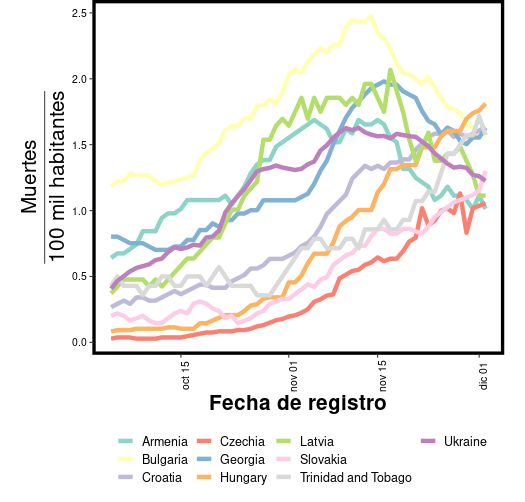 2.5
2.0
1.5
1.0
0.5
0.0
Muertes
100 mil habitantes
oct 15
nov 01
nov 15
dic 01
Fecha de registro
Armenia Czechia Latvia Ukraine
Bulgaria Georgia Slovakia
Croatia Hungary Trinidad and Tobago